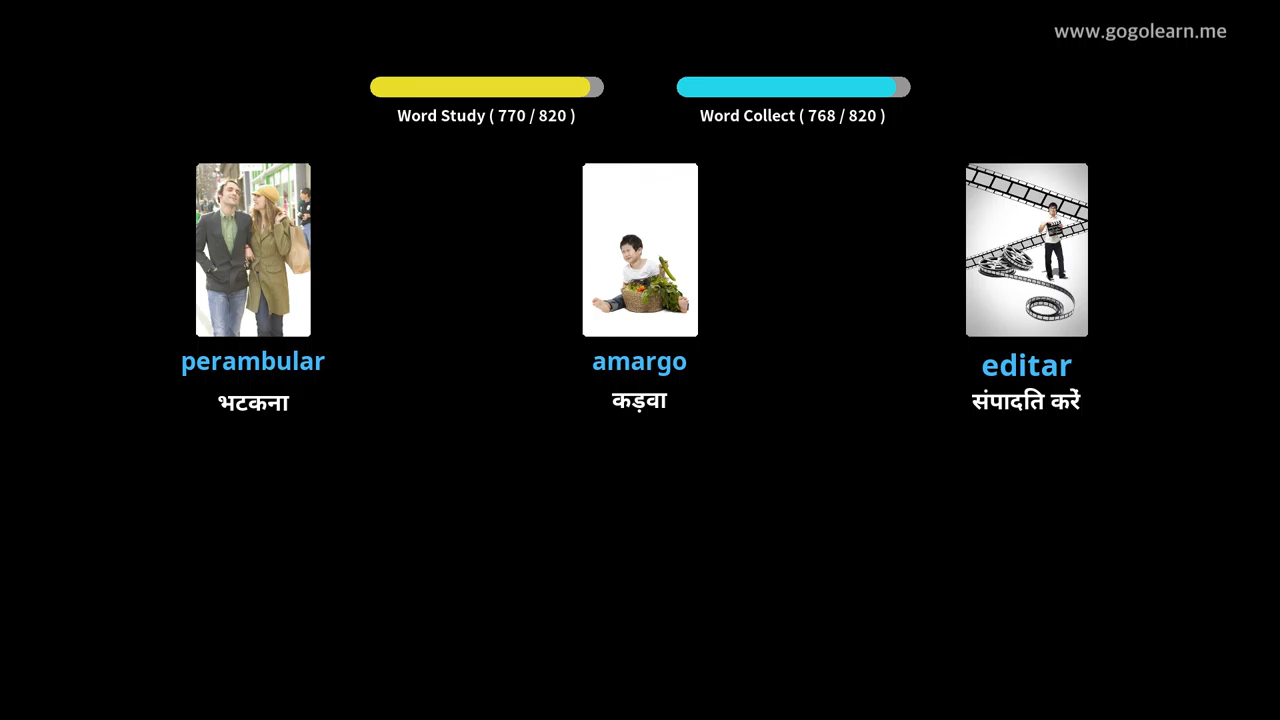 www.gogolearn.me
Word Study ( 770 / 820 )
Word Collect ( 768 / 820 )
perambular
amargo
editar
भटकना
कड़वा
संपादति करें